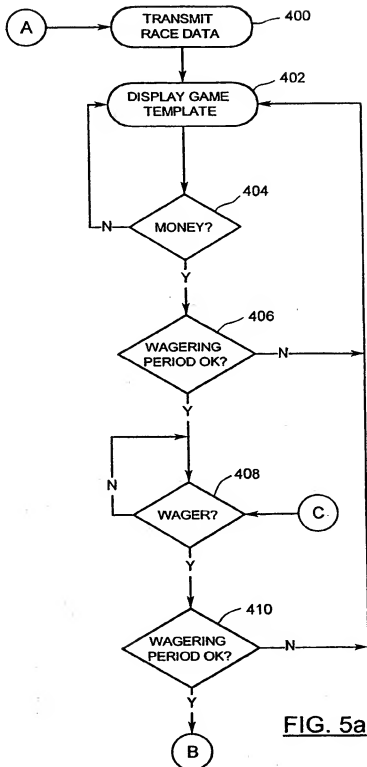 A
TRANSMIT
RACE DATA
400
DISPLAY GAME
TEMPLATE
402
404
N
MONEY?
Y
406
WAGERING
PERIOD OK?
N
Y
408
N
WAGER?
C
Y
410
WAGERING
PERIOD OK?
N
Y
B
FIG. 5a